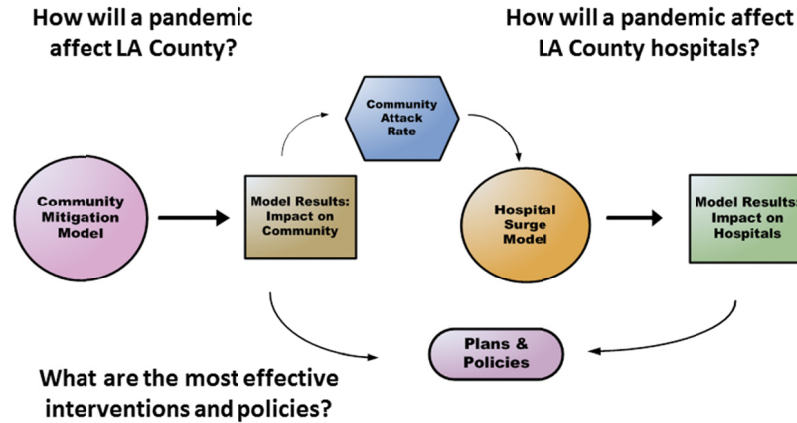 How will a pandemic
affect LA County?
How will a pandemic affect
LA County hospitals?
Community
Attack
Rate
Community
Mitigation
Model
Model Results:
Impact on
Community
Hospital
Surge
Model
Model Results:
Impact on
Hospitals
Plans &
Policies
What are the most effective
interventions and policies?